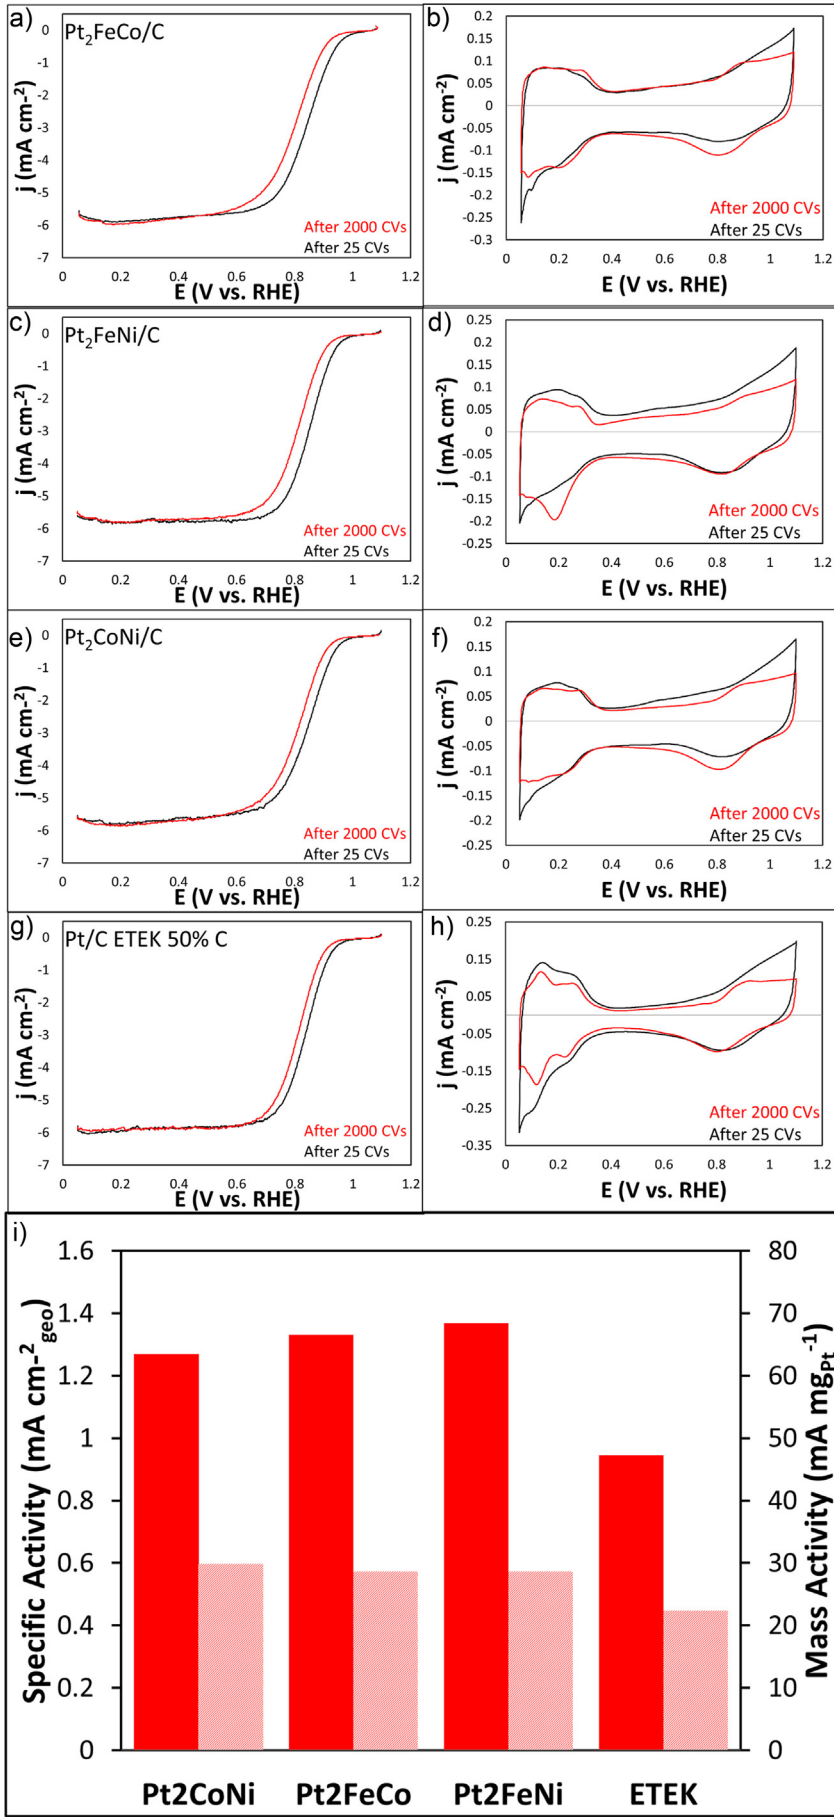 a)
Pt2FeCo/C
0
-1
-2
-3
-4
-5
-6
-7
j (mA cm-2)
0 0.2 0.4 0.6 0.8 1 1.2
E (V vs. RHE)
After 2000 CVs
After 25 CVs
b)
0.2
0.15
0.1
0.05
0
-0.05
-0.1
-0.15
-0.2
-0.25
-0.3
j (mA cm-2)
After 2000 CVs
After 25 CVs
0 0.2 0.4 0.6 0.8 1 1.2
E (V vs. RHE)
c)
Pt2FeNi/C
0
-1
-2
-3
-4
-5
-6
-7
j (mA cm-2)
After 2000 CVs
After 25 CVs
0 0.2 0.4 0.6 0.8 1 1.2
E (V vs. RHE)
d)
0.25
0.2
0.15
0.1
0.05
0
-0.05
-0.1
-0.15
-0.2
-0.25
j (mA cm-2)
After 2000 CVs
After 25 CVs
0 0.2 0.4 0.6 0.8 1 1.2
E (V vs. RHE)
e)
Pt2CoNi/C
0
-1
-2
-3
-4
-5
-6
-7
j (mA cm-2)
After 2000 CVs
After 25 CVs
0 0.2 0.4 0.6 0.8 1 1.2
E (V vs. RHE)
f)
0.2
0.15
0.1
0.05
0
-0.05
-0.1
-0.15
-0.2
-0.25
j (mA cm-2)
After 2000 CVs
After 25 CVs
0 0.2 0.4 0.6 0.8 1 1.2
E (V vs. RHE)
g)
Pt/C ETEK 50% C
0
-1
-2
-3
-4
-5
-6
-7
j (mA cm-2)
After 2000 CVs
After 25 CVs
0 0.2 0.4 0.6 0.8 1 1.2
E (V vs. RHE)
h)
0.25
0.15
0.05
-0.05
-0.15
-0.25
-0.35
j (mA cm-2)
After 2000 CVs
After 25 CVs
0 0.2 0.4 0.6 0.8 1 1.2
E (V vs. RHE)
i)
1.6
1.4
1.2
1
0.8
0.6
0.4
0.2
0
Specific Activity (mA cm-2geo)
80
70
60
50
40
30
20
10
0
Mass Activity (mA mgPt-1)
Pt2CoNi Pt2FeCo Pt2FeNi ETEK